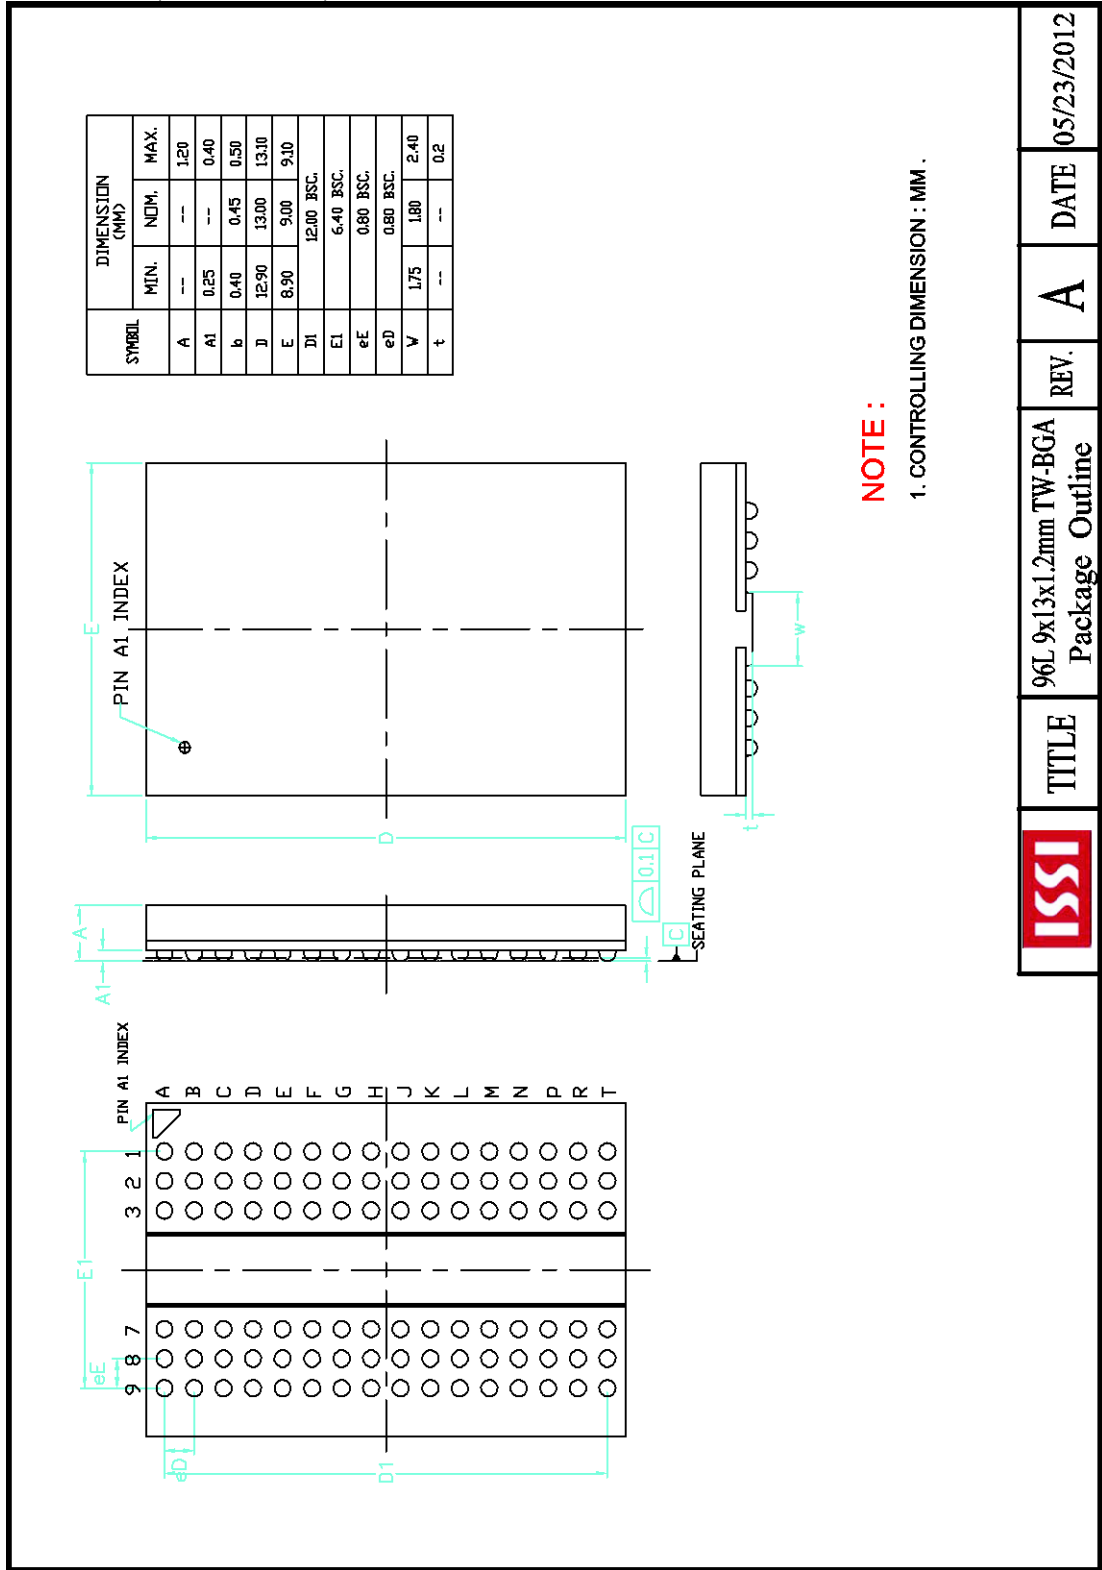 SYMBOL DIMENSION (MM)
MIN. NOM. MAX.
A -- -- 1.20
A1 0.25 -- 0.40
b 0.40 0.45 0.50
D 12.90 13.00 13.10
E 8.90 9.00 9.10
D1 12.00 BSC.
E1 6.40 BSC.
eE 0.80 BSC.
eD 0.80 BSC.
W 1.75 1.80 2.40
t -- -- 0.2
PIN A1 INDEX
E
D
w
t
A
A1
0.1 C
C
SEATING PLANE
PIN A1 INDEX
A B C D E F G H J K L M N P R T
1 2 3 7 8 9
E1
eE
eD
D1
NOTE :
1. CONTROLLING DIMENSION : MM .
ISSI
TITLE
96L 9x13x1.2mm TW-BGA
Package Outline
REV.
A
DATE
05/23/2012